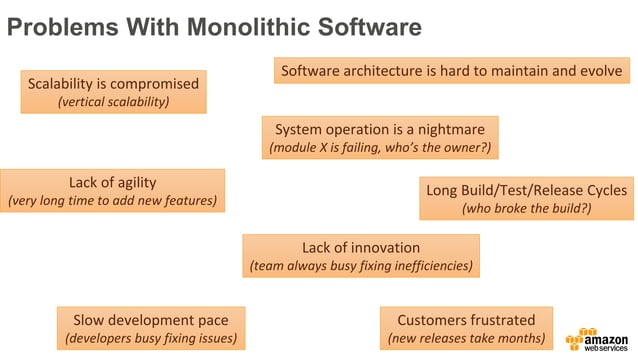 Problems With Monolithic Software
Software architecture is hard to maintain and evolve
Scalability is compromised
(vertical scalability)
System operation is a nightmare
(module X is failing, who’s the owner?)
Lack of agility
(very long time to add new features)
Long Build/Test/Release Cycles
(who broke the build?)
Lack of innovation
(team always busy fixing inefficiencies)
Slow development pace
(developers busy fixing issues)
Customers frustrated
(new releases take months)
amazon
webservices